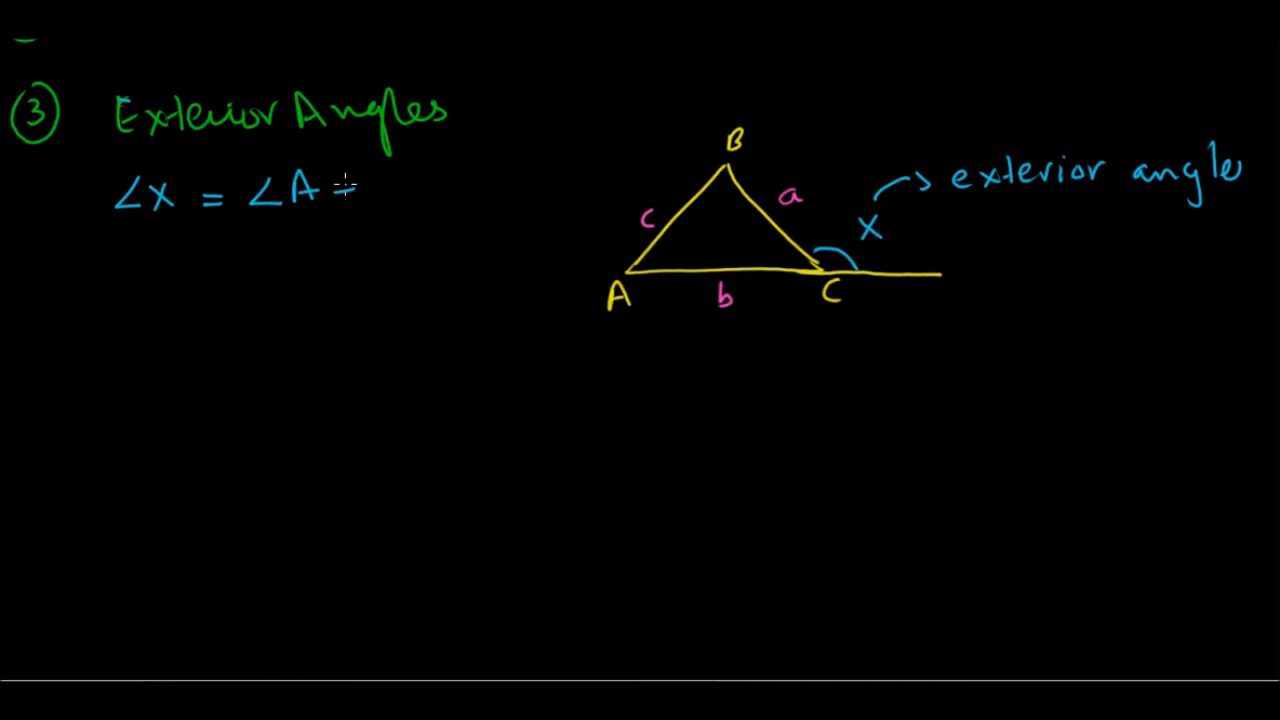 ③ Exterior Angles
∠x = ∠A +
B
c
a
x
exterior angle
A
b
C